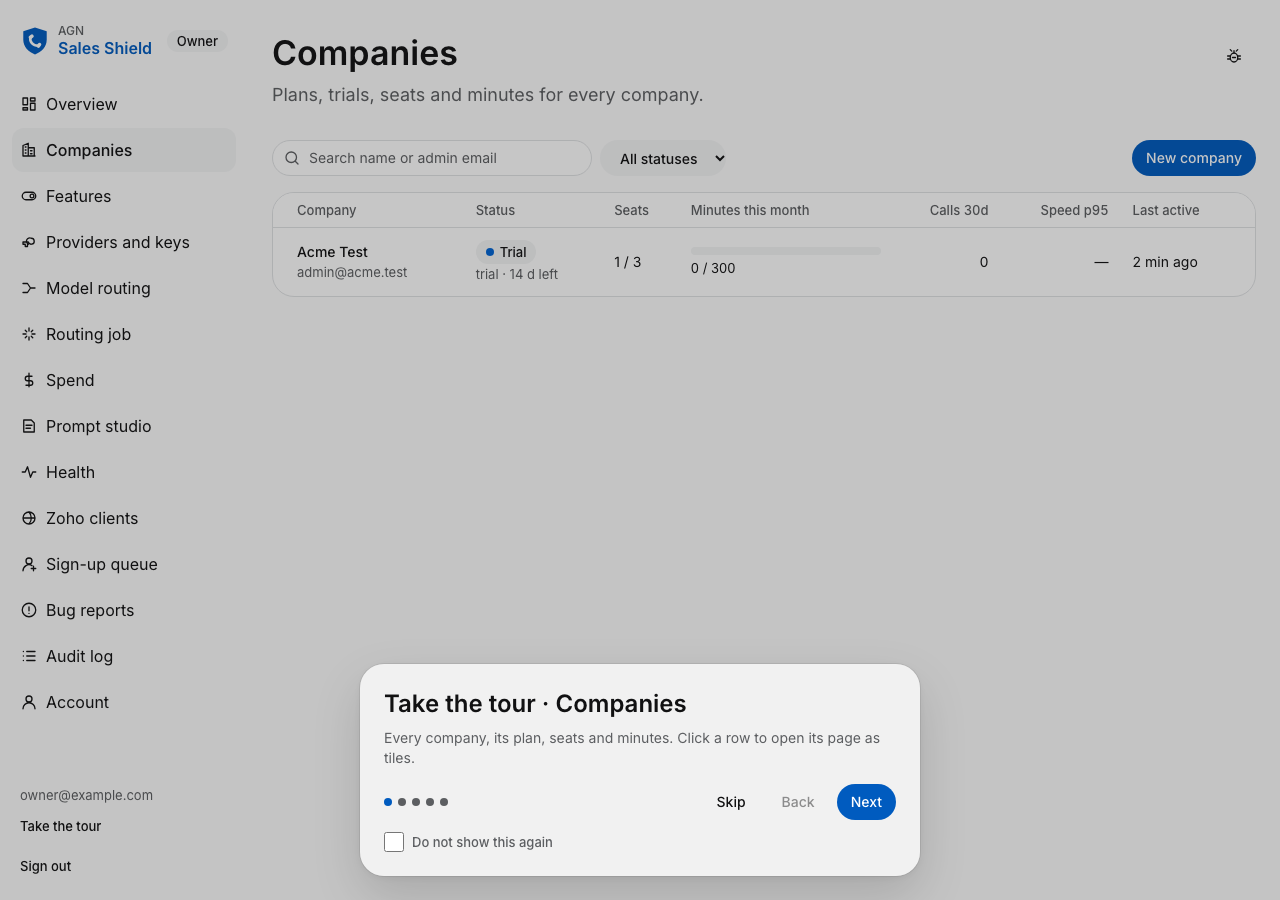 AGN
Sales Shield
Owner
Overview
Companies
Features
Providers and keys
Model routing
Routing job
Spend
Prompt studio
Health
Zoho clients
Sign-up queue
Bug reports
Audit log
Account
owner@example.com
Take the tour
Sign out
Companies
Plans, trials, seats and minutes for every company.
Search name or admin email
All statuses
New company
Company Status Seats Minutes this month Calls 30d Speed p95 Last active
Acme Test
admin@acme.test
Trial
trial · 14 d left
1 / 3
0 / 300
0
—
2 min ago
Take the tour · Companies
Every company, its plan, seats and minutes. Click a row to open its page as
tiles.
Skip Back Next
Do not show this again